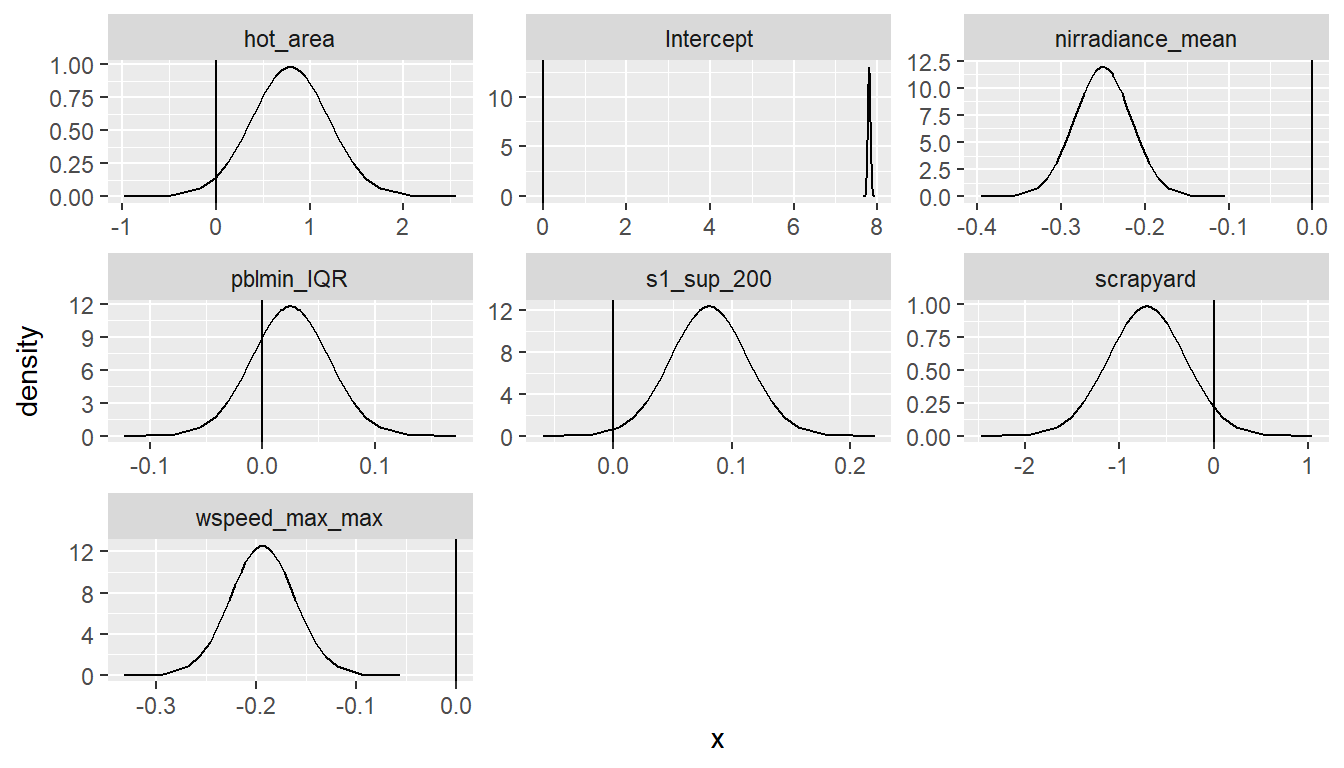 hot_area
Intercept
nirradiance_mean
1.00
0.75
0.50
0.25
0.00
-1 0 1 2
10
5
0
0 2 4 6 8
12.5
10.0
7.5
5.0
2.5
0.0
-0.4 -0.3 -0.2 -0.1 0.0
pblmin_IQR
s1_sup_200
scrapyard
12
9
6
3
0
-0.1 0.0 0.1
12
8
4
0
0.0 0.1 0.2
1.00
0.75
0.50
0.25
0.00
-2 -1 0 1
wspeed_max_max
12
8
4
0
-0.3 -0.2 -0.1 0.0
density
x